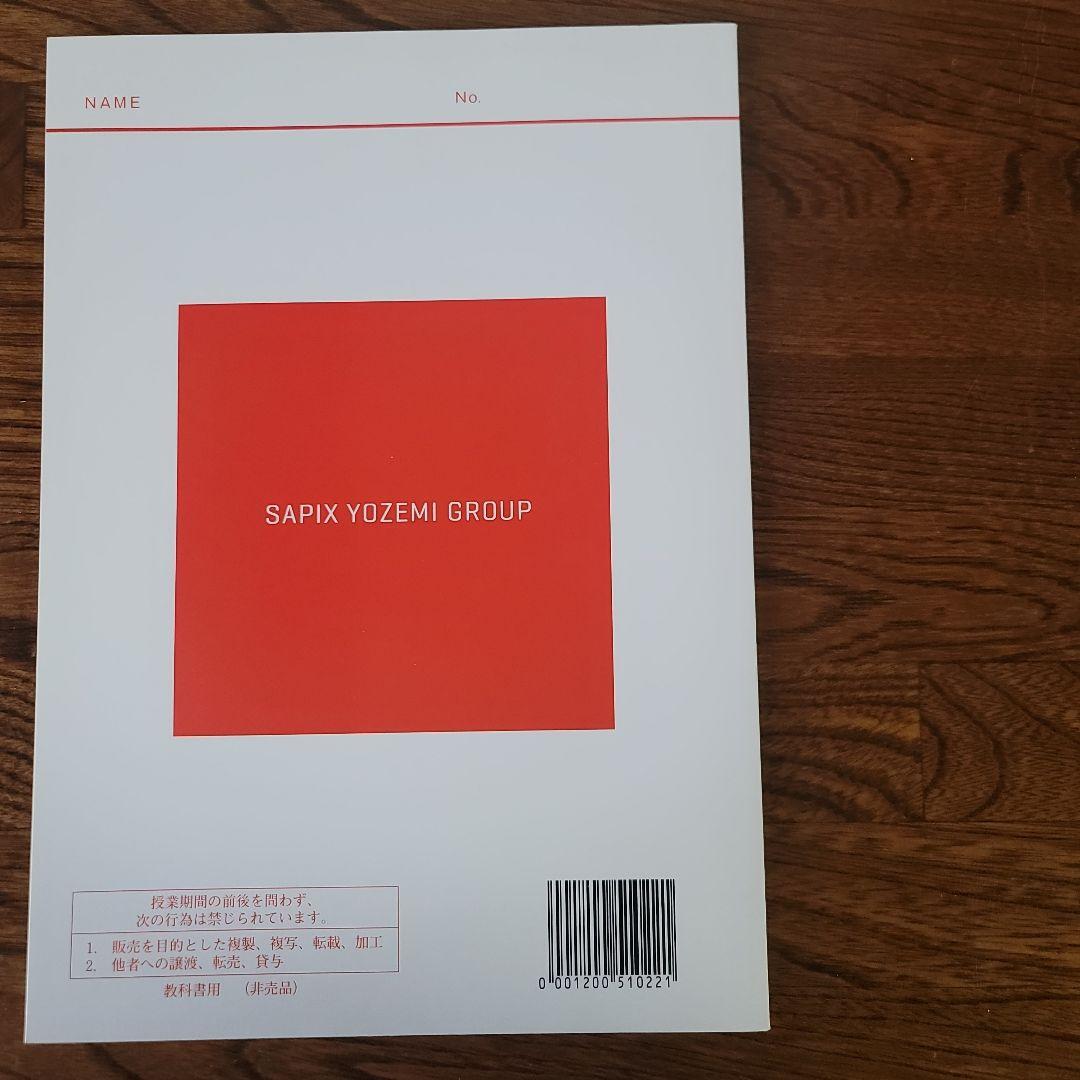 NAME No.
SAPIX YOZEMI GROUP
授業期間の前後を問わず、
次の行為は禁じられています。
1. 販売を目的とした複製、複写、転載、加工
2. 他者への譲渡、転売、貸与
教科書用 （非売品）
0 001200 510221